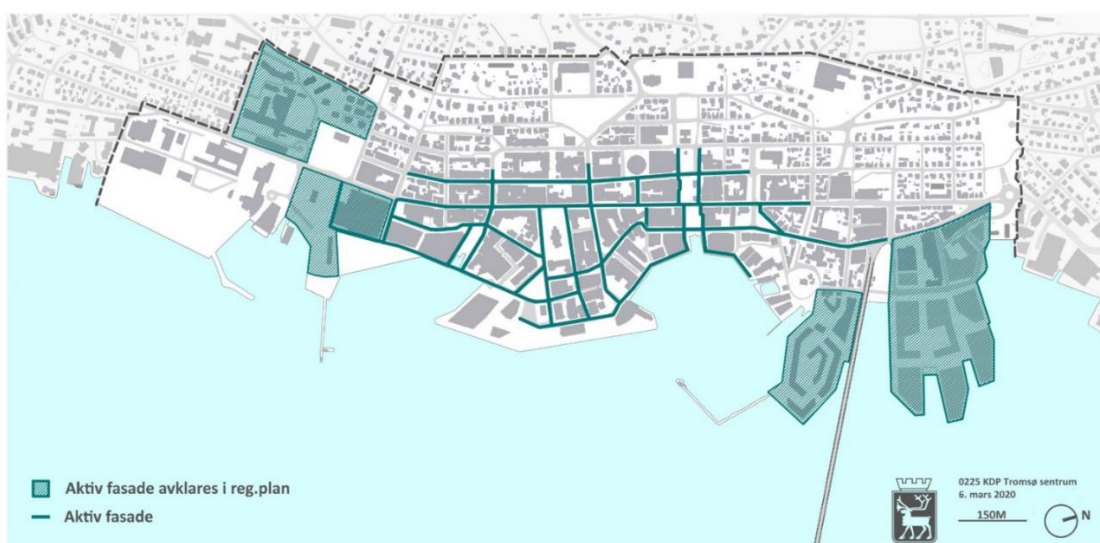 Aktiv fasade avklares i reg.plan
Aktiv fasade
0225 KDP Tromsø sentrum
6. mars 2020
150M
N